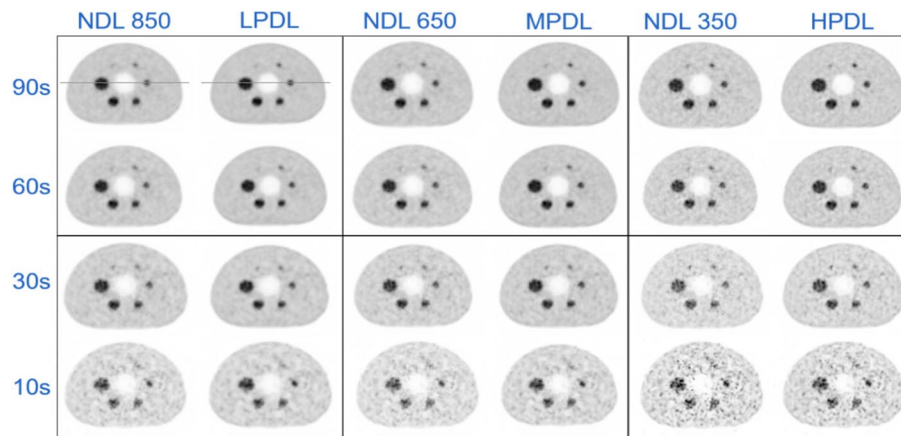 NDL 850 LPDL NDL 650 MPDL NDL 350 HPDL
90s
60s
30s
10s